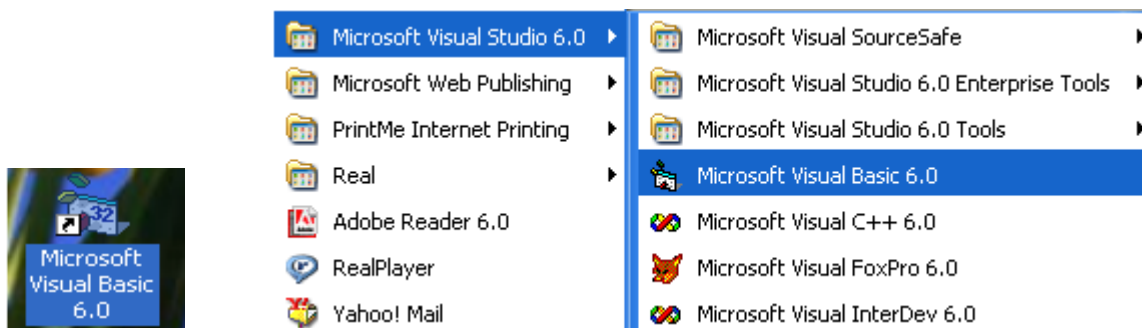 Microsoft Visual Studio 6.0
Microsoft Web Publishing
PrintMe Internet Printing
Real
Adobe Reader 6.0
RealPlayer
Yahoo! Mail
Microsoft Visual SourceSafe
Microsoft Visual Studio 6.0 Enterprise Tools
Microsoft Visual Studio 6.0 Tools
Microsoft Visual Basic 6.0
Microsoft Visual C++ 6.0
Microsoft Visual FoxPro 6.0
Microsoft Visual InterDev 6.0
32
Microsoft
Visual Basic
6.0